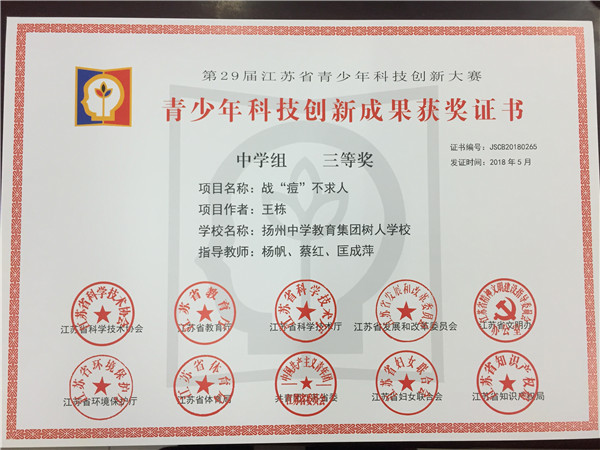 第29届江苏省青少年科技创新大赛
青少年科技创新成果获奖证书
中学组 三等奖
证书编号：JSCB20180265
发证时间：2018年5月
项目名称：战“痘”不求人
项目作者：王栋
学校名称：扬州中学教育集团树人学校
指导教师：杨帆、蔡红、匡成萍
江苏省科学技术协会
江苏省教育厅
江苏省科学技术厅
江苏省发展和改革委员会
江苏省文明办
江苏省环境保护厅
江苏省体育局
共青团江苏省委
江苏省妇女联合会
江苏省知识产权局